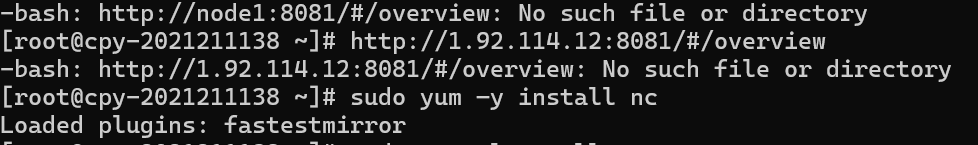 -bash: http://node1:8081/#/overview: No such file or directory
[root@cpy-2021211138 ~]# http://1.92.114.12:8081/#/overview
-bash: http://1.92.114.12:8081/#/overview: No such file or directory
[root@cpy-2021211138 ~]# sudo yum -y install nc
Loaded plugins: fastestmirror